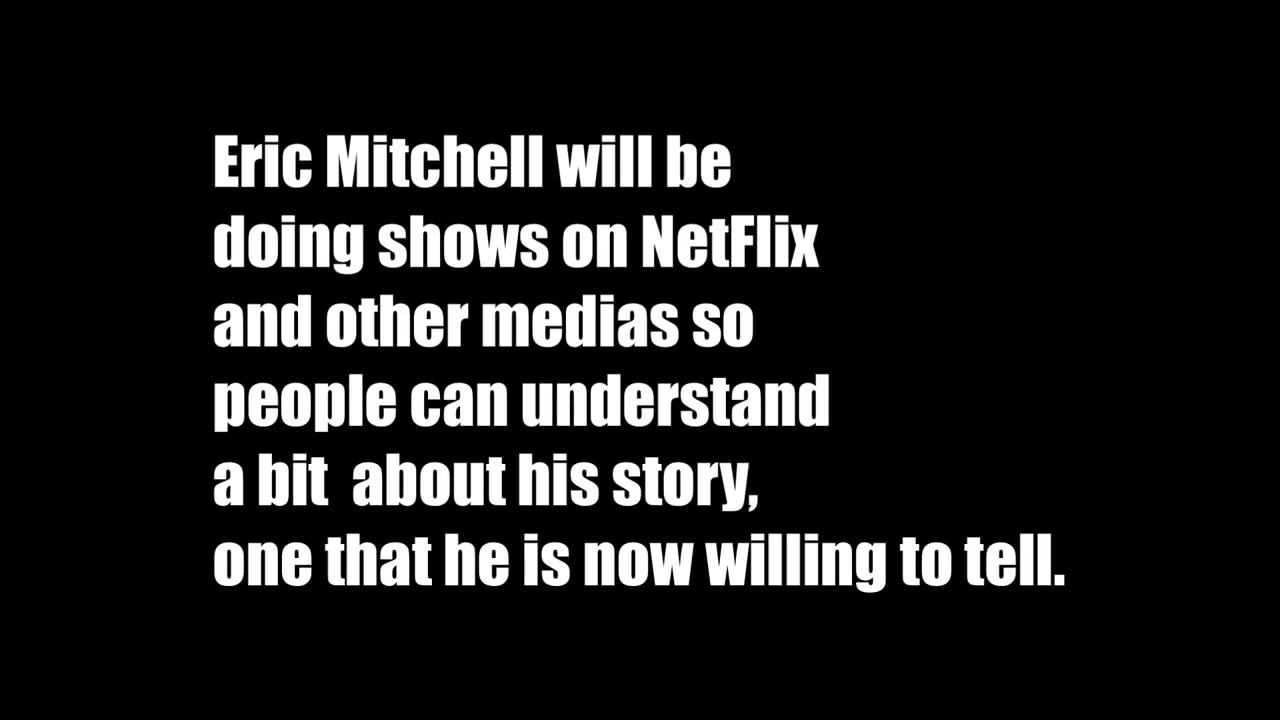 Eric Mitchell will be
doing shows on NetFlix
and other medias so
people can understand
a bit  about his story,
one that he is now willing to tell.